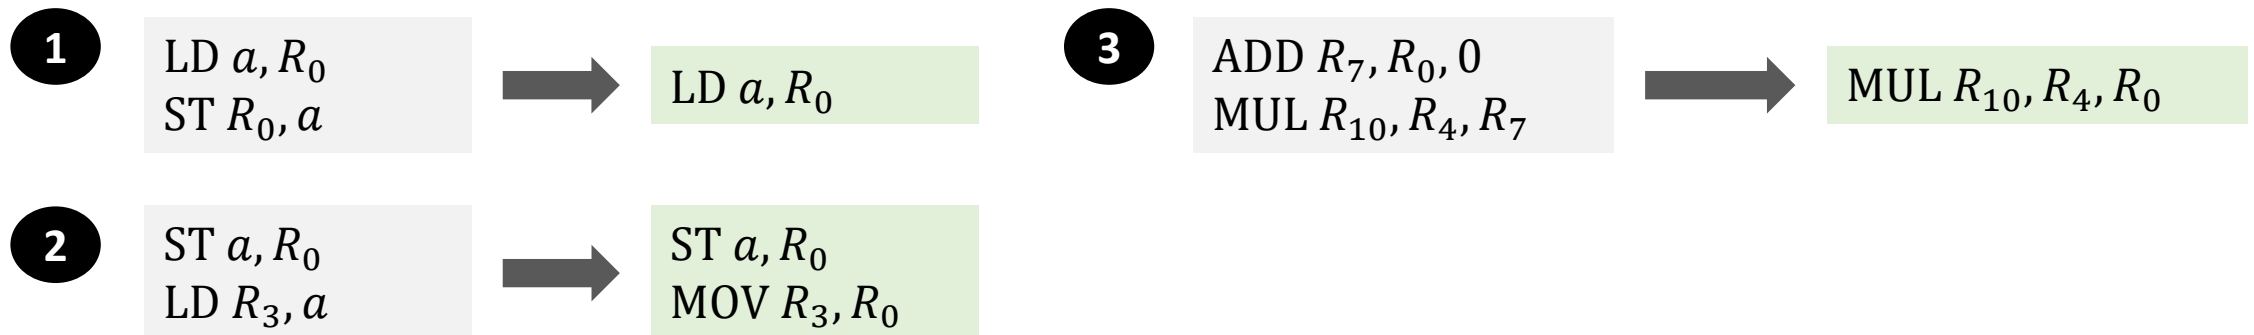 1
LD a, R₀
ST R₀, a
LD a, R₀
2
ST a, R₀
LD R₃, a
ST a, R₀
MOV R₃, R₀
3
ADD R₇, R₀, 0
MUL R₁₀, R₄, R₇
MUL R₁₀, R₄, R₀